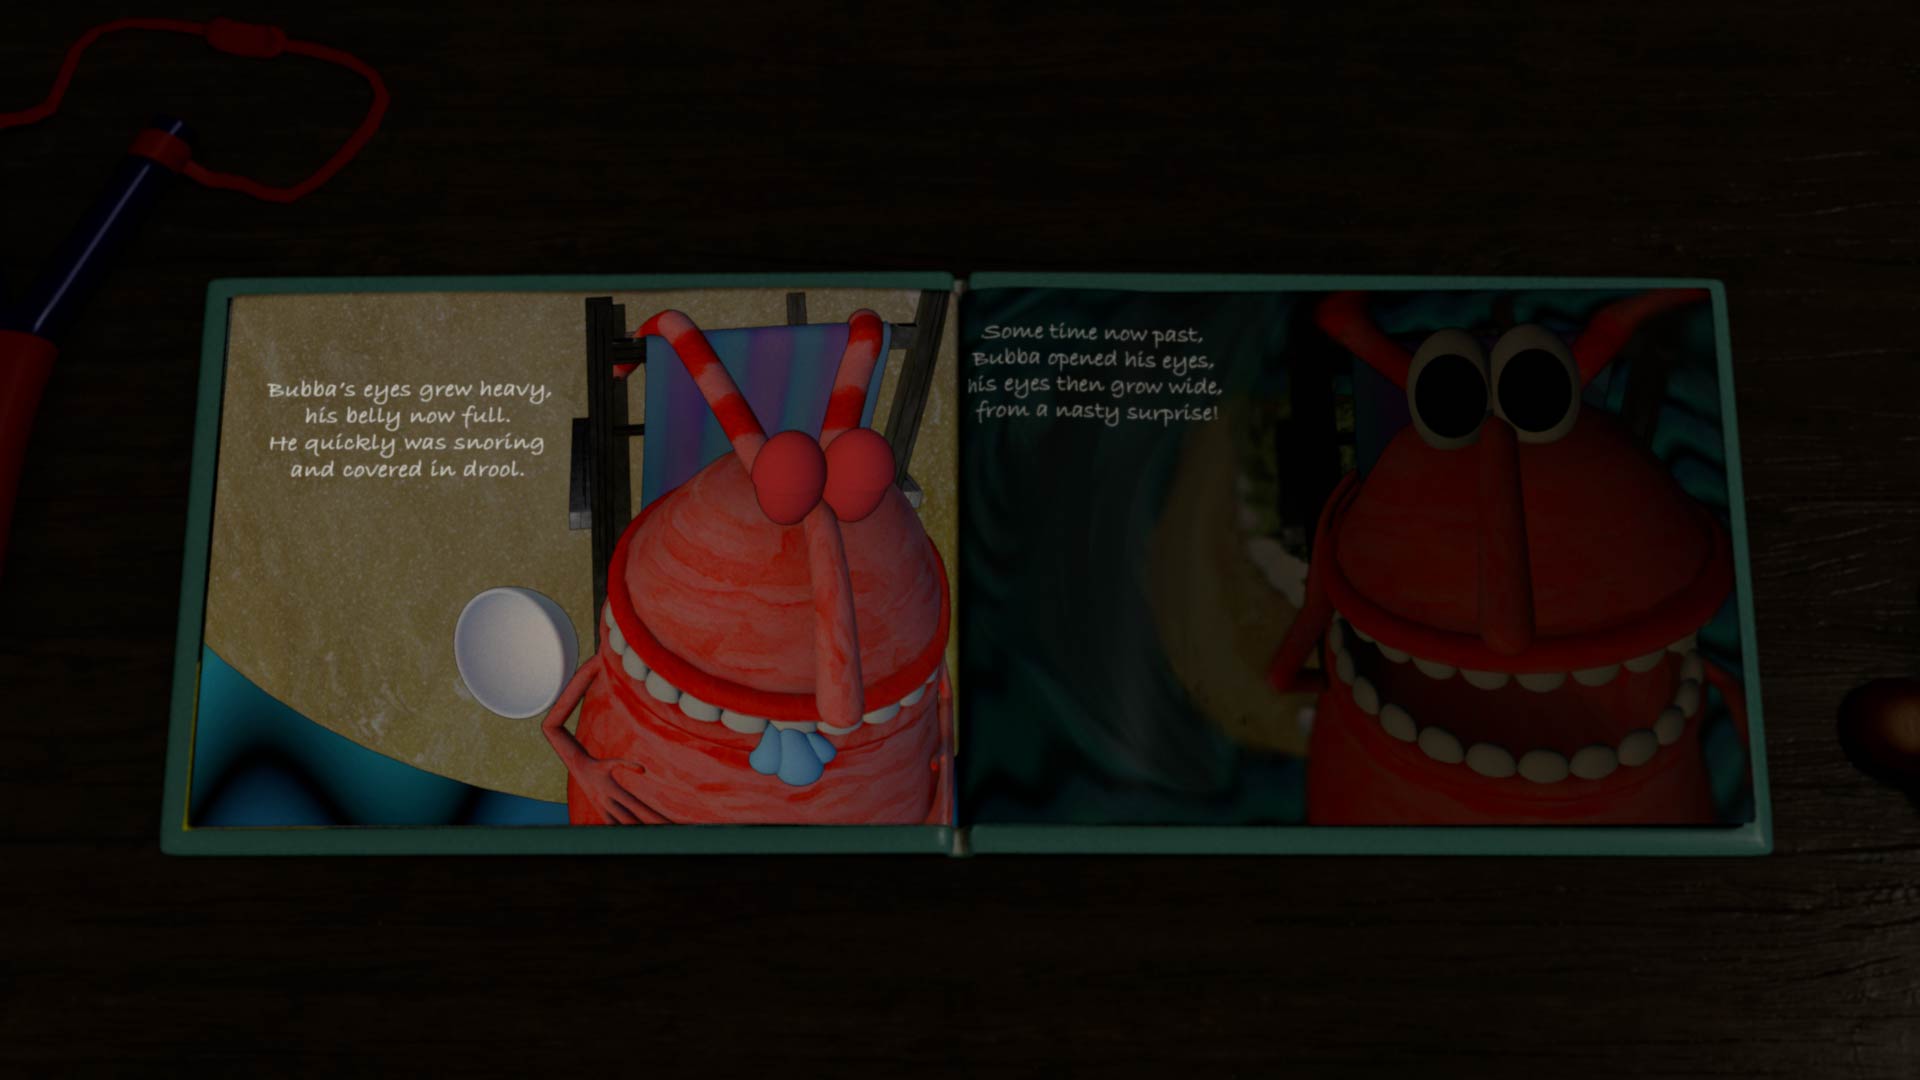 Bubba's eyes grew heavy,
his belly now full.
He quickly was snoring
and covered in drool.
Some time now past,
Bubba opened his eyes,
his eyes then grow wide,
from a nasty surprise!